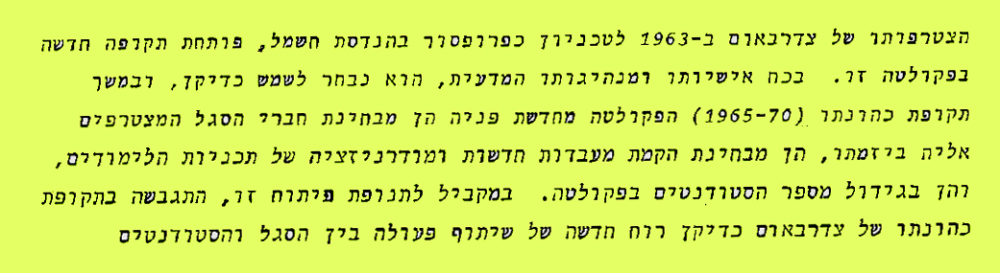 הצטרפותו של צדרבאום ב-1963 לטכניון כפרופסור בהנדסת חשמל, פותחת תקופה חדשה
בפקולטה זו. בכח אישיותו ומנהיגותו המדעית, הוא נבחר לשמש כדיקן, ובמשך
תקופת כהונתו (1965-70) הפקולטה מחדשת פניה הן מבחינת חברי הסגל המצטרפים
אליה ביזמתו, הן מבחינת הקמת מעבדות חדשות ומודרניזציה של תכניות הלימודים,
והן בגידול מספר הסטודנטים בפקולטה. במקביל לתנופת פיתוח זו, התגבשה בתקופת
כהונתו של צדרבאום כדיקן רוח חדשה של שיתוף פעולה בין הסגל והסטודנטים